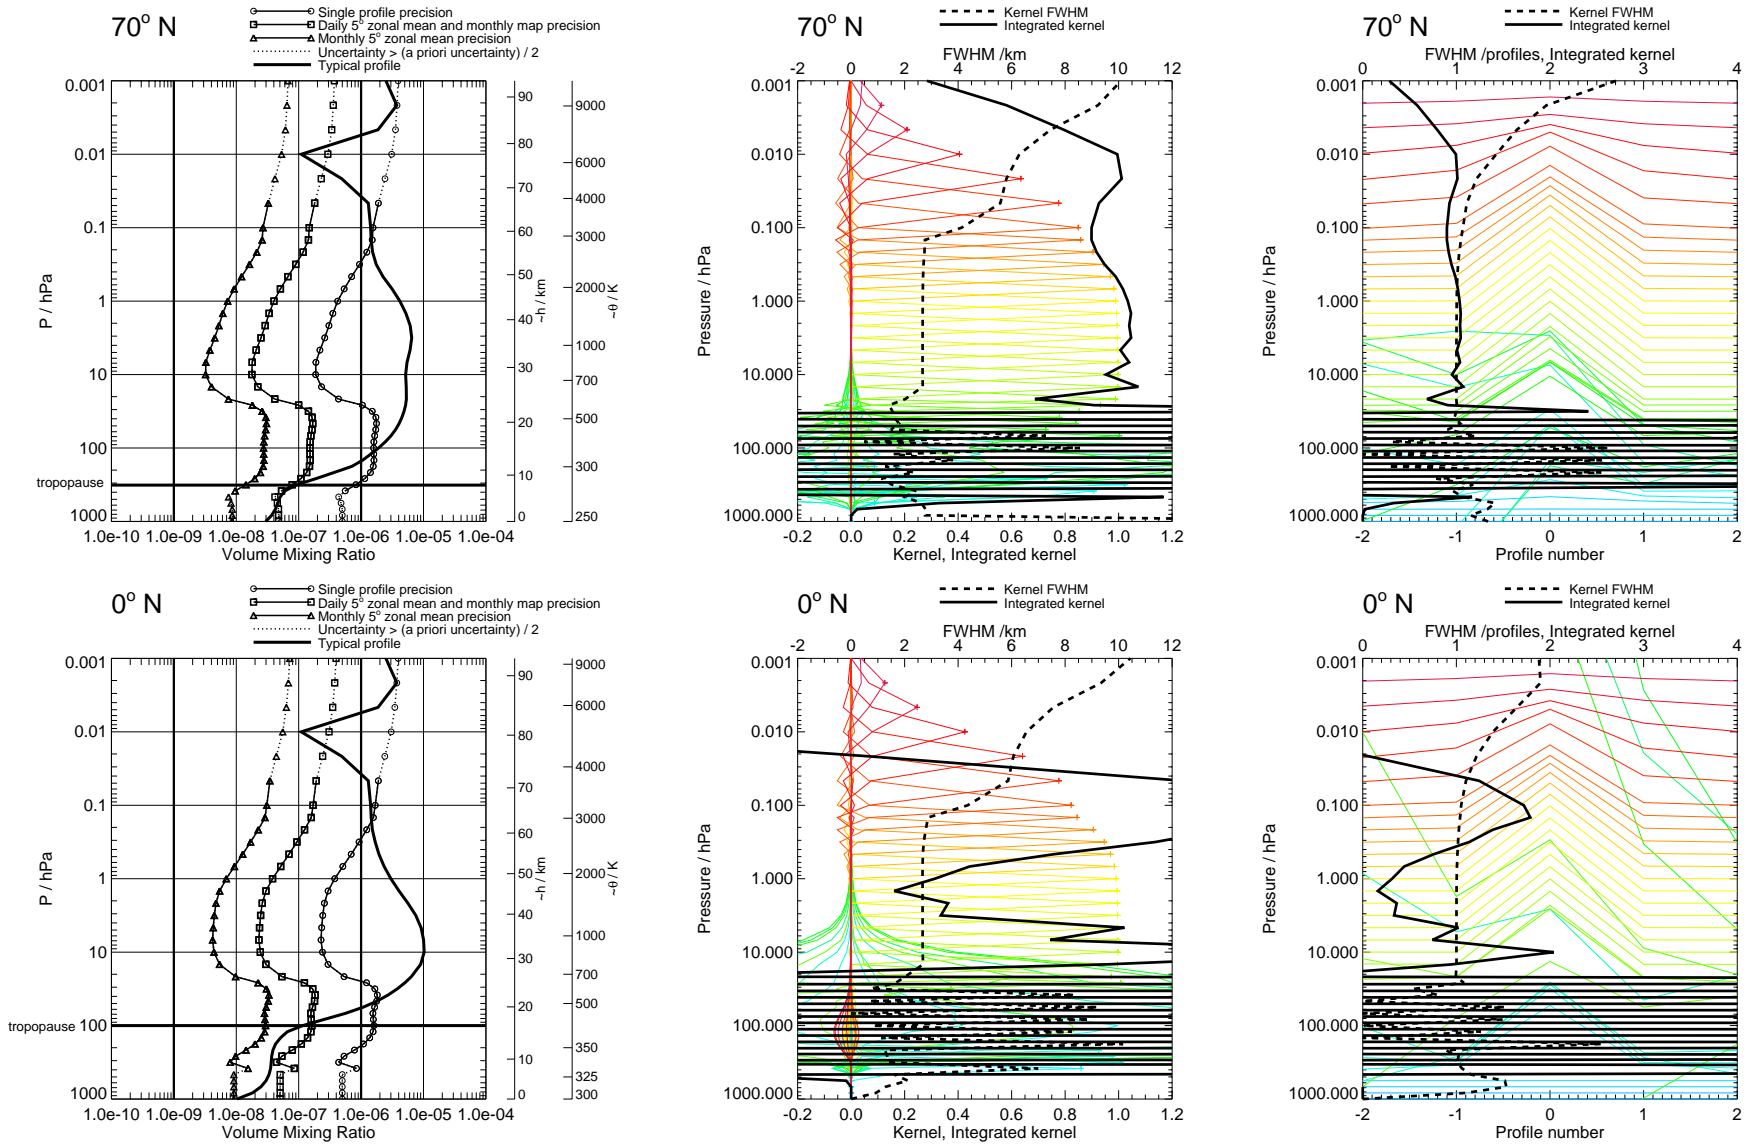 70° N
Single profile precision
Daily 5° zonal mean and monthly map precision
Monthly 5° zonal mean precision
Uncertainty > (a priori uncertainty) / 2
Typical profile
0.001
0.01
0.1
1
10
100
tropopause
1000
P / hPa
1.0e-10 1.0e-09 1.0e-08 1.0e-07 1.0e-06 1.0e-05 1.0e-04
Volume Mixing Ratio
90
80
70
60
50
40
30
20
10
0
~h / km
9000
6000
4000
3000
2000
1000
700
500
300
250
~θ / K
70° N
Kernel FWHM
Integrated kernel
FWHM /km
-2 0 2 4 6 8 10 12
0.001
0.010
0.100
1.000
10.000
100.000
1000.000
Pressure / hPa
-0.2 0.0 0.2 0.4 0.6 0.8 1.0 1.2
Kernel, Integrated kernel
70° N
Kernel FWHM
Integrated kernel
FWHM /profiles, Integrated kernel
0 1 2 3 4
0.001
0.010
0.100
1.000
10.000
100.000
1000.000
Pressure / hPa
-2 -1 0 1 2
Profile number
0° N
Single profile precision
Daily 5° zonal mean and monthly map precision
Monthly 5° zonal mean precision
Uncertainty > (a priori uncertainty) / 2
Typical profile
0.001
0.01
0.1
1
10
tropopause 100
1000
P / hPa
1.0e-10 1.0e-09 1.0e-08 1.0e-07 1.0e-06 1.0e-05 1.0e-04
Volume Mixing Ratio
90
80
70
60
50
40
30
20
10
0
~h / km
9000
6000
4000
3000
2000
1000
700
500
350
325
300
~θ / K
0° N
Kernel FWHM
Integrated kernel
FWHM /km
-2 0 2 4 6 8 10 12
0.001
0.010
0.100
1.000
10.000
100.000
1000.000
Pressure / hPa
-0.2 0.0 0.2 0.4 0.6 0.8 1.0 1.2
Kernel, Integrated kernel
0° N
Kernel FWHM
Integrated kernel
FWHM /profiles, Integrated kernel
0 1 2 3 4
0.001
0.010
0.100
1.000
10.000
100.000
1000.000
Pressure / hPa
-2 -1 0 1 2
Profile number